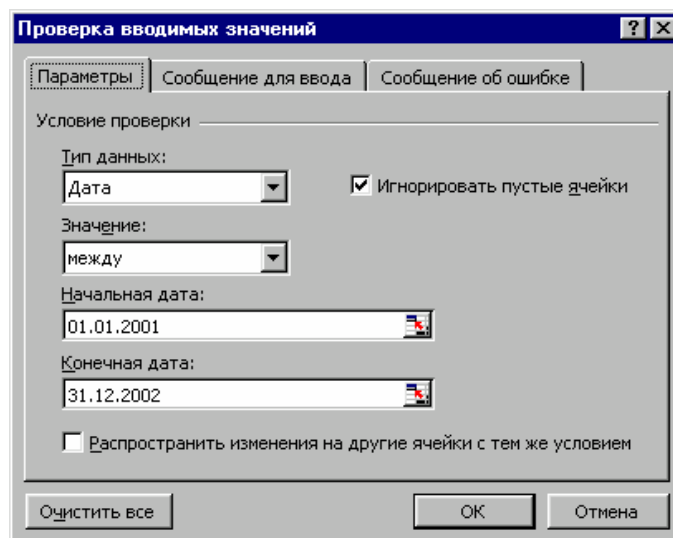 Проверка вводимых значений
Параметры
Сообщение для ввода
Сообщение об ошибке
Условие проверки
Тип данных:
Дата
Игнорировать пустые ячейки
Значение:
между
Начальная дата:
01.01.2001
Конечная дата:
31.12.2002
Распространить изменения на другие ячейки с тем же условием
Очистить все
ОК
Отмена